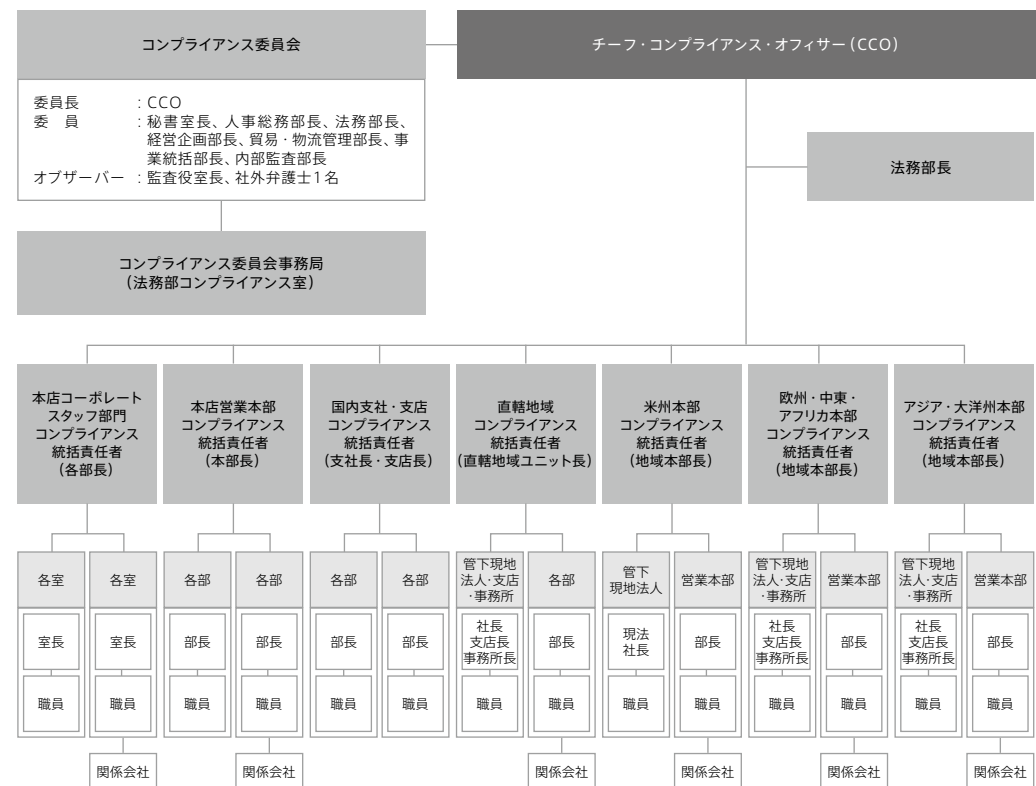 コンプライアンス委員会
チーフ・コンプライアンス・オフィサー(CCO)
委員長 : CCO
委 員 : 秘書室長、人事総務部長、法務部長、
経営企画部長、貿易・物流管理部長、事
業統括部長、内部監査部長
オブザーバー : 監査役室長、社外弁護士1名
法務部長
コンプライアンス委員会事務局
(法務部コンプライアンス室)
本店コーポレート
スタッフ部門
コンプライアンス
統括責任者
(各部長)
本店営業本部
コンプライアンス
統括責任者
(本部長)
国内支社・支店
コンプライアンス
統括責任者
(支社長・支店長)
直轄地域
コンプライアンス
統括責任者
(直轄地域ユニット長)
米州本部
コンプライアンス
統括責任者
(地域本部長)
欧州・中東・
アフリカ本部
コンプライアンス
統括責任者
(地域本部長)
アジア・大洋州本部
コンプライアンス
統括責任者
(地域本部長)
各室
室長
職員
各室
室長
職員
関係会社
各部
部長
職員
各部
部長
職員
関係会社
各部
部長
職員
各部
部長
職員
管下現地
法人・支店
・事務所
社長
支店長
事務所長
職員
各部
部長
職員
関係会社
管下
現地法人
現法
社長
職員
営業本部
部長
職員
関係会社
管下現地
法人・支店
・事務所
社長
支店長
事務所長
職員
営業本部
部長
職員
関係会社
管下現地
法人・支店
・事務所
社長
支店長
事務所長
職員
営業本部
部長
職員
関係会社